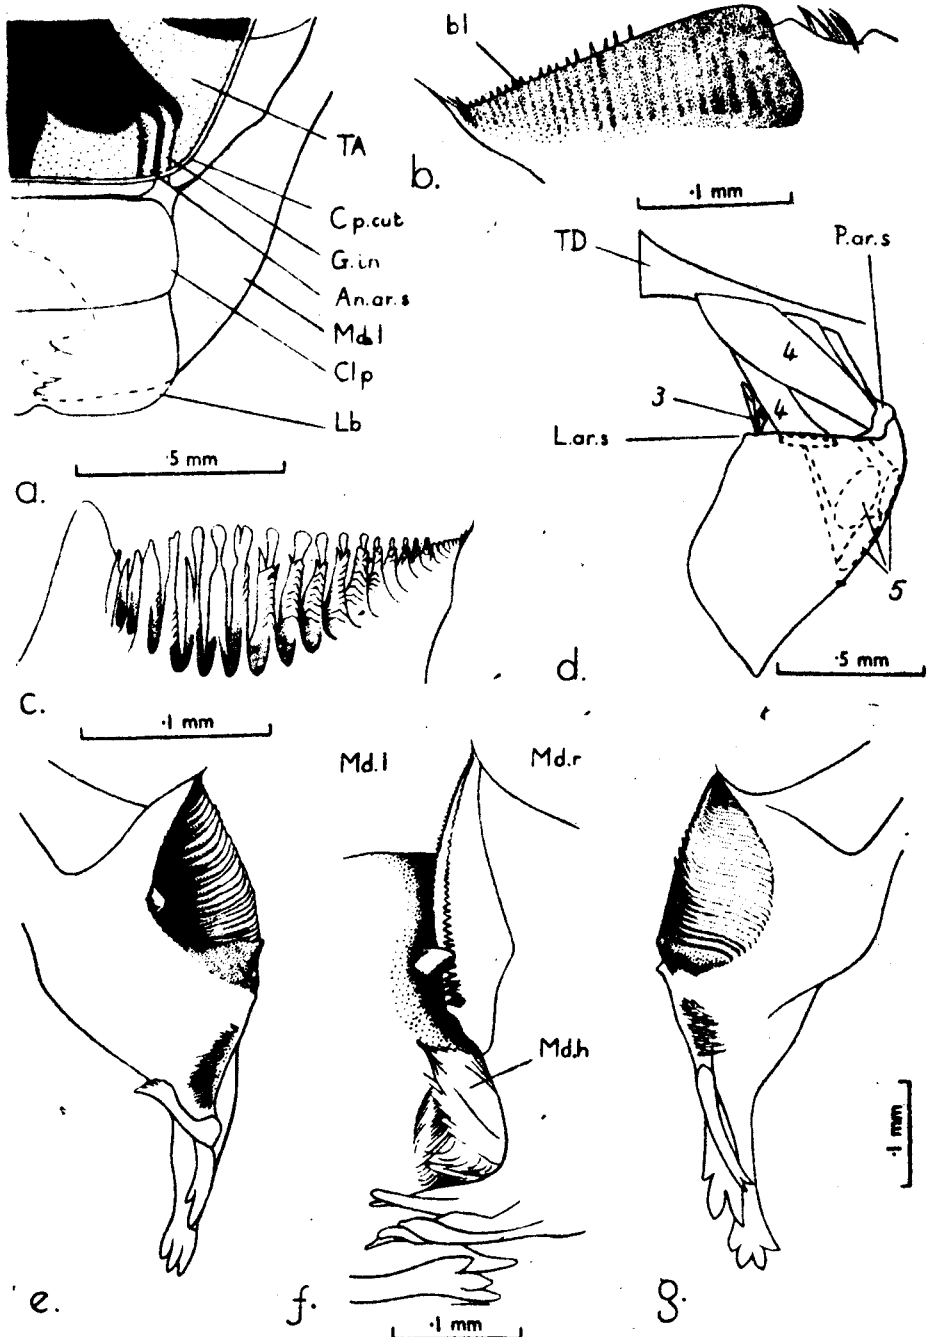 bl
TA
b.
·1 mm
Cp.cut
G.in
An.ar.s
Md.l
Clp
Lb
·5 mm
a.
TD
P.ar.s
4
3
4
L.ar.s
5
d.
·5 mm
c.
·1 mm
Md.l
Md.r
Md.h
·1 mm
e.
f.
g.
·1 mm